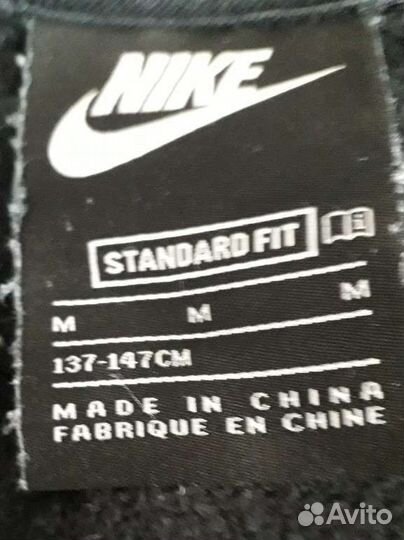 NIKE
STANDARD FIT
M M M
137-147CM
MADE IN CHINA
FABRIQUE EN CHINE
Avito